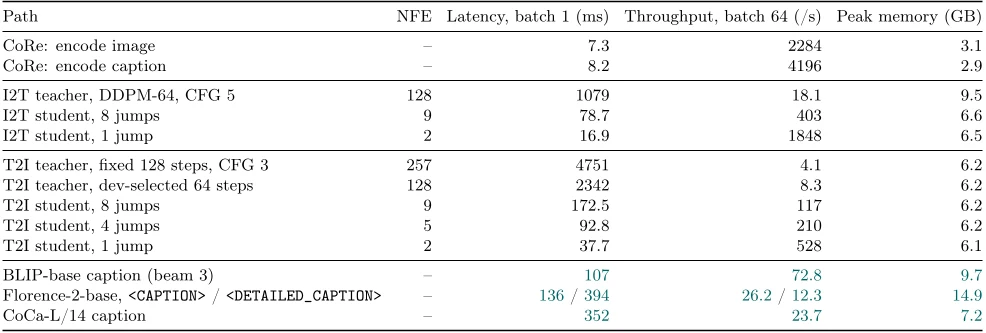 Path NFE Latency, batch 1 (ms) Throughput, batch 64 (/s) Peak memory (GB)
CoRe: encode image – 7.3 2284 3.1
CoRe: encode caption – 8.2 4196 2.9
I2T teacher, DDPM-64, CFG 5 128 1079 18.1 9.5
I2T student, 8 jumps 9 78.7 403 6.6
I2T student, 1 jump 2 16.9 1848 6.5
T2I teacher, fixed 128 steps, CFG 3 257 4751 4.1 6.2
T2I teacher, dev-selected 64 steps 128 2342 8.3 6.2
T2I student, 8 jumps 9 172.5 117 6.2
T2I student, 4 jumps 5 92.8 210 6.2
T2I student, 1 jump 2 37.7 528 6.1
BLIP-base caption (beam 3) – 107 72.8 9.7
Florence-2-base, <CAPTION> / <DETAILED_CAPTION> – 136 / 394 26.2 / 12.3 14.9
CoCa-L/14 caption – 352 23.7 7.2